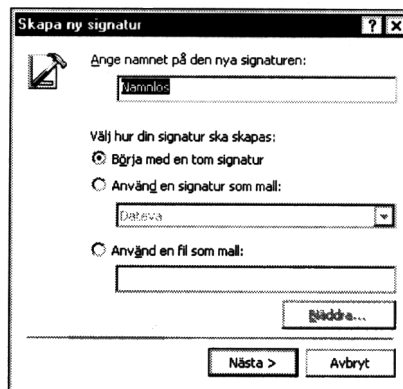 Skapa ny signatur
Ange namnet på den nya signaturen:
Namnlös
Välj hur din signatur ska skapas:
Börja med en tom signatur
Använd en signatur som mall:
Dateva
Använd en fil som mall:
Bläddra...
Nästa >
Avbryt